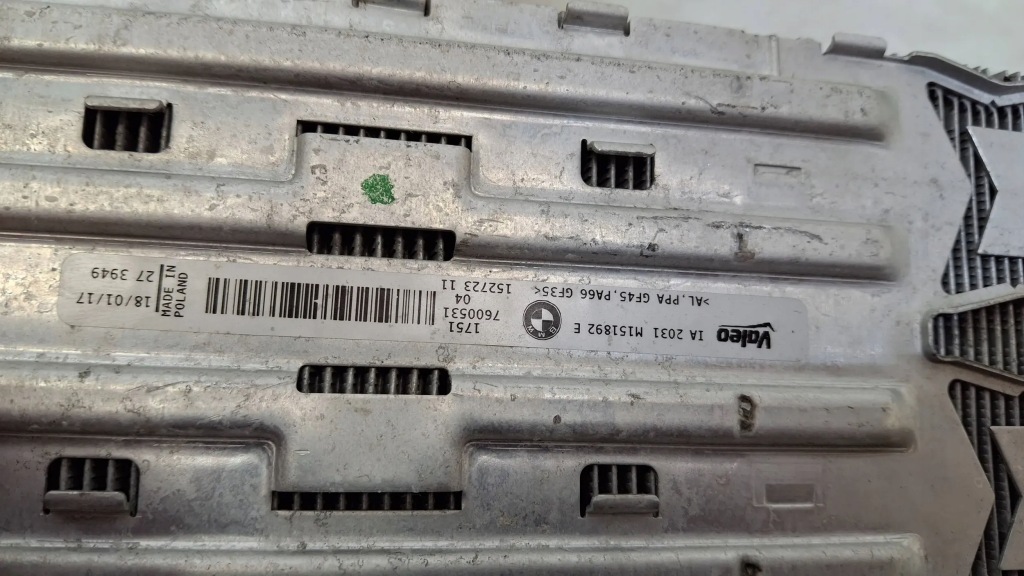 Valeo
IA 2031 M151892 E
>AL,PPA GF45,PA66 GF35<
BMW
1751
7600531
04
152723 11
18/01/17
MADE IN
POLAND
27 3949